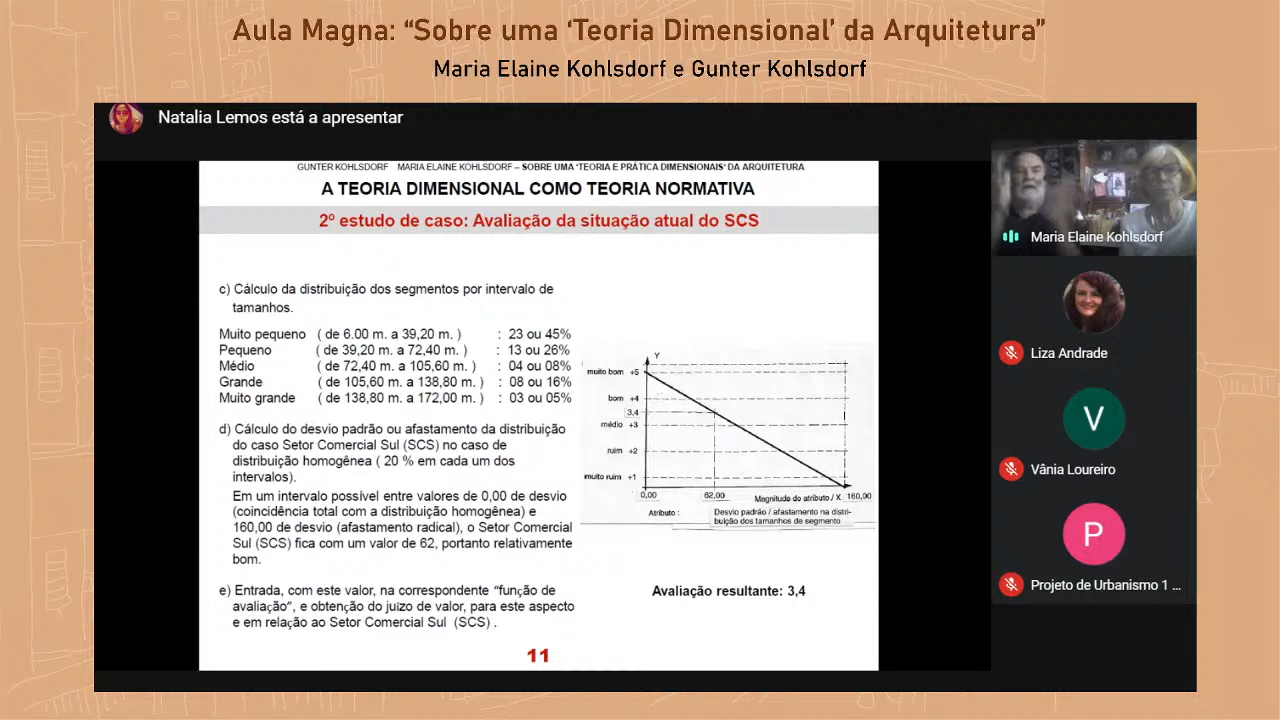 Aula Magna: “Sobre uma ‘Teoria Dimensional’ da Arquitetura”
Maria Elaine Kohlsdorf e Gunter Kohlsdorf
Natalia Lemos está a apresentar
GUNTER KOHLSDORF MARIA ELAINE KOHLSDORF – SOBRE UMA ‘TEORIA E PRÁTICA DIMENSIONAIS’ DA ARQUITETURA
A TEORIA DIMENSIONAL COMO TEORIA NORMATIVA
2º estudo de caso: Avaliação da situação atual do SCS
c) Cálculo da distribuição dos segmentos por intervalo de
tamanhos.
Muito pequeno ( de 6.00 m. a 39,20 m. ) : 23 ou 45%
Pequeno ( de 39,20 m. a 72,40 m. ) : 13 ou 26%
Médio ( de 72,40 m. a 105,60 m. ) : 04 ou 08%
Grande ( de 105,60 m. a 138,80 m. ) : 08 ou 16%
Muito grande ( de 138,80 m. a 172,00 m. ) : 03 ou 05%
d) Cálculo do desvio padrão ou afastamento da distribuição
do caso Setor Comercial Sul (SCS) no caso de
distribuição homogênea ( 20 % em cada um dos
intervalos).
Em um intervalo possível entre valores de 0,00 de desvio
(coincidência total com a distribuição homogênea) e
160,00 de desvio (afastamento radical), o Setor Comercial
Sul (SCS) fica com um valor de 62, portanto relativamente
bom.
e) Entrada, com este valor, na correspondente “função de
avaliação”, e obtenção do juízo de valor, para este aspecto
e em relação ao Setor Comercial Sul (SCS) .
Y
muito bom +5
bom +4
3,4
médio +3
ruim +2
muito ruim +1
0,00 62,00 Magnitude do atributo / X 160,00
Atributo : Desvio padrão / afastamento na distri-
buição dos tamanhos de segmento
Avaliação resultante: 3,4
11
Maria Elaine Kohlsdorf
Liza Andrade
V
Vânia Loureiro
P
Projeto de Urbanismo 1 ...